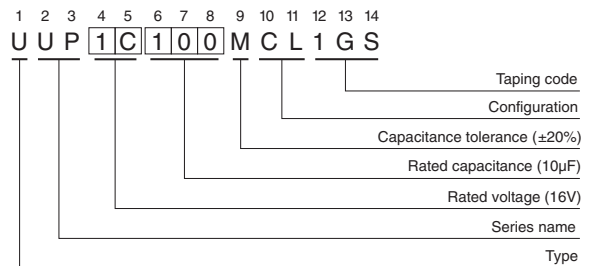 1 2 3 4 5 6 7 8 9 10 11 12 13 14
U U P 1 C 1 0 0 M C L 1 G S
Taping code
Configuration
Capacitance tolerance (±20%)
Rated capacitance (10µF)
Rated voltage (16V)
Series name
Type